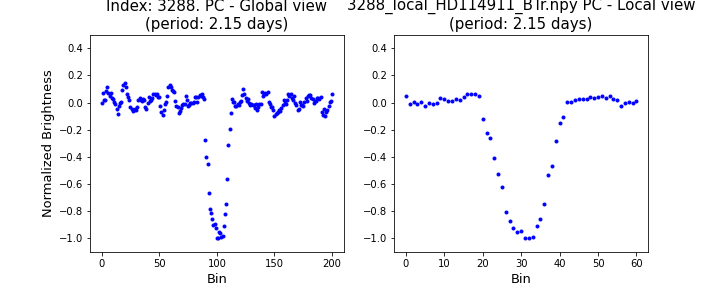 Index: 3288. PC - Global view
(period: 2.15 days)
3288_local_HD114911_BTr.npy PC - Local view
(period: 2.15 days)
Normalized Brightness
0.4
0.2
0.0
−0.2
−0.4
−0.6
−0.8
−1.0
0 50 100 150 200
Bin
0.4
0.2
0.0
−0.2
−0.4
−0.6
−0.8
−1.0
0 10 20 30 40 50 60
Bin